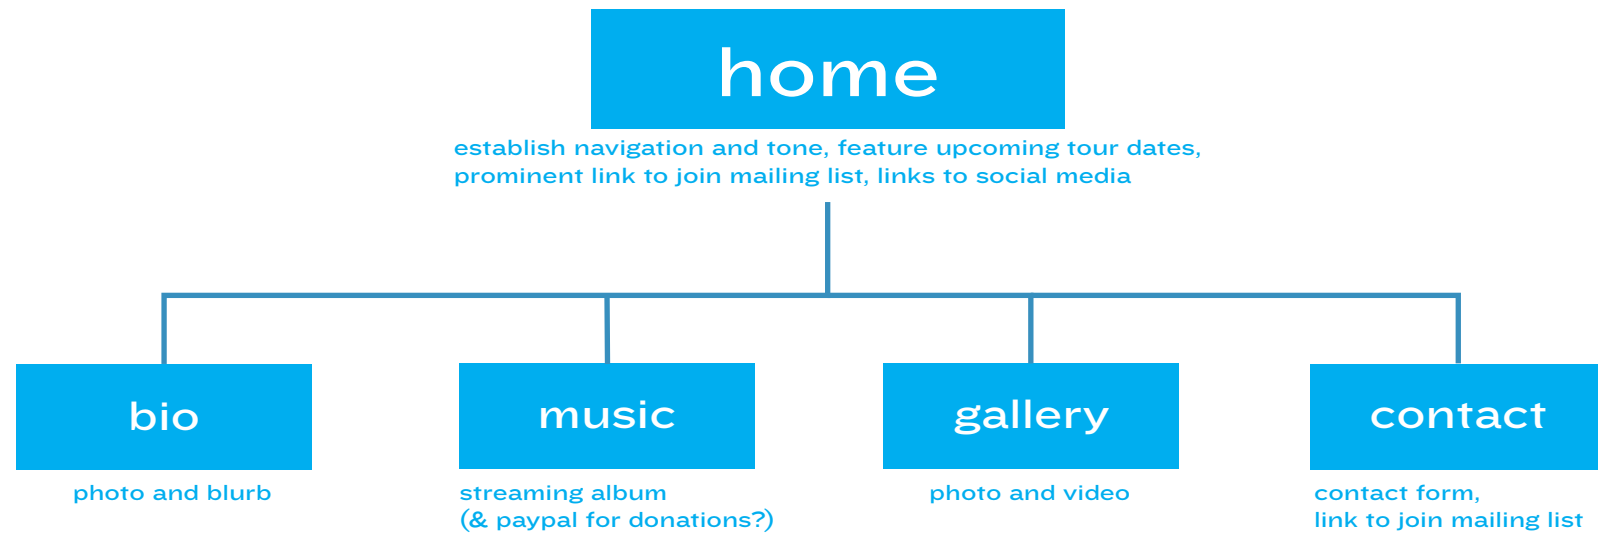 home
establish navigation and tone, feature upcoming tour dates,
prominent link to join mailing list, links to social media
bio
photo and blurb
music
streaming album
(& paypal for donations?)
gallery
photo and video
contact
contact form,
link to join mailing list